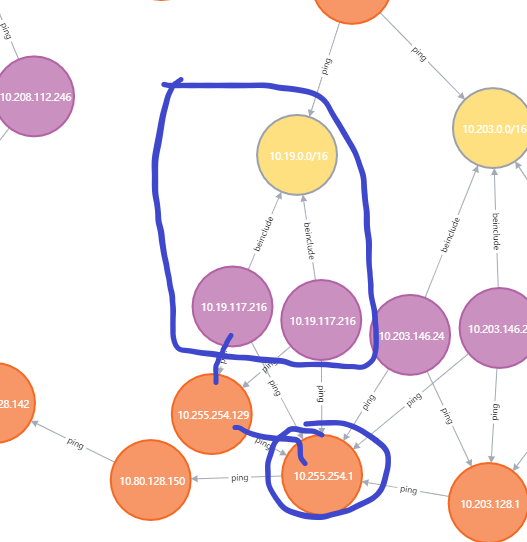 ping
ping
ping
10.208.112.246
10.203.0.0/16
10.19.0.0/16
beinclude
beinclude
beinclude
beinclude
10.19.117.216
10.19.117.216
10.203.146.24
10.203.146.2
ping
ping
ping
ping
ping
ping
ping
28.142
10.255.254.129
ping
ping
10.80.128.150
ping
10.255.254.1
ping
10.203.128.1